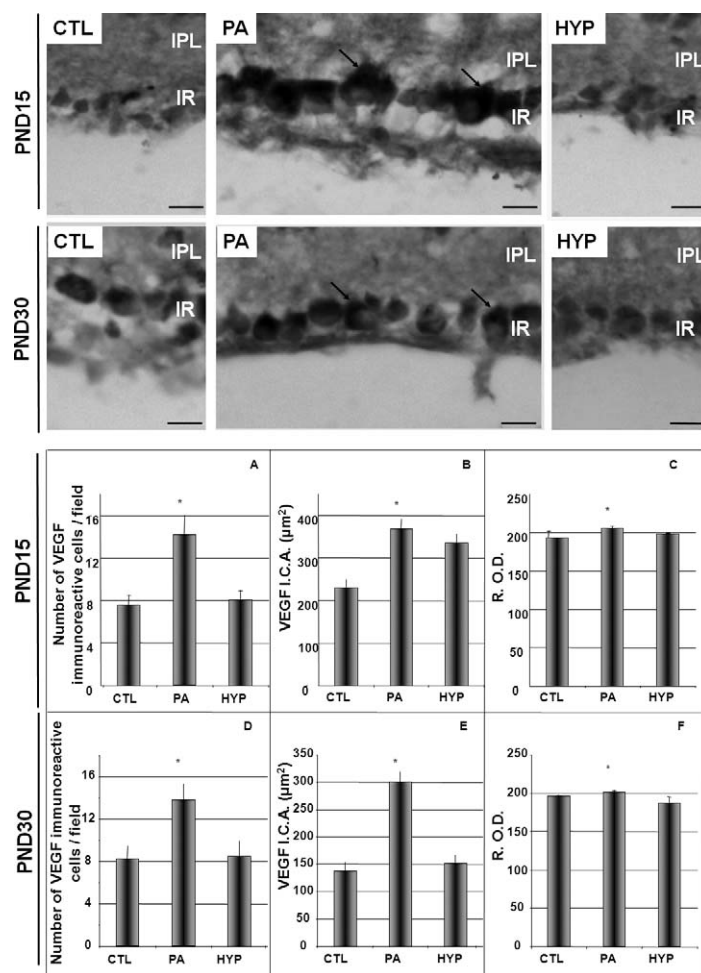 CTL PA HYP
IPL IPL IPL
IR IR IR
PND15
CTL PA HYP
IPL IPL IPL
IR IR IR
PND30
PND15
A
Number of VEGF
immunoreactive cells / field
16
12
8
4
0
*
CTL PA HYP
B
VEGF I.C.A. (µm²)
400
300
200
100
0
*
CTL PA HYP
C
R. O.D.
250
200
150
100
50
0
*
CTL PA HYP
PND30
D
Number of VEGF immunoreactive
cells / field
16
12
8
4
0
*
CTL PA HYP
E
VEGF I.C.A. (µm²)
350
300
250
200
150
100
50
0
*
CTL PA HYP
F
R. O.D.
250
200
150
100
50
0
*
CTL PA HYP